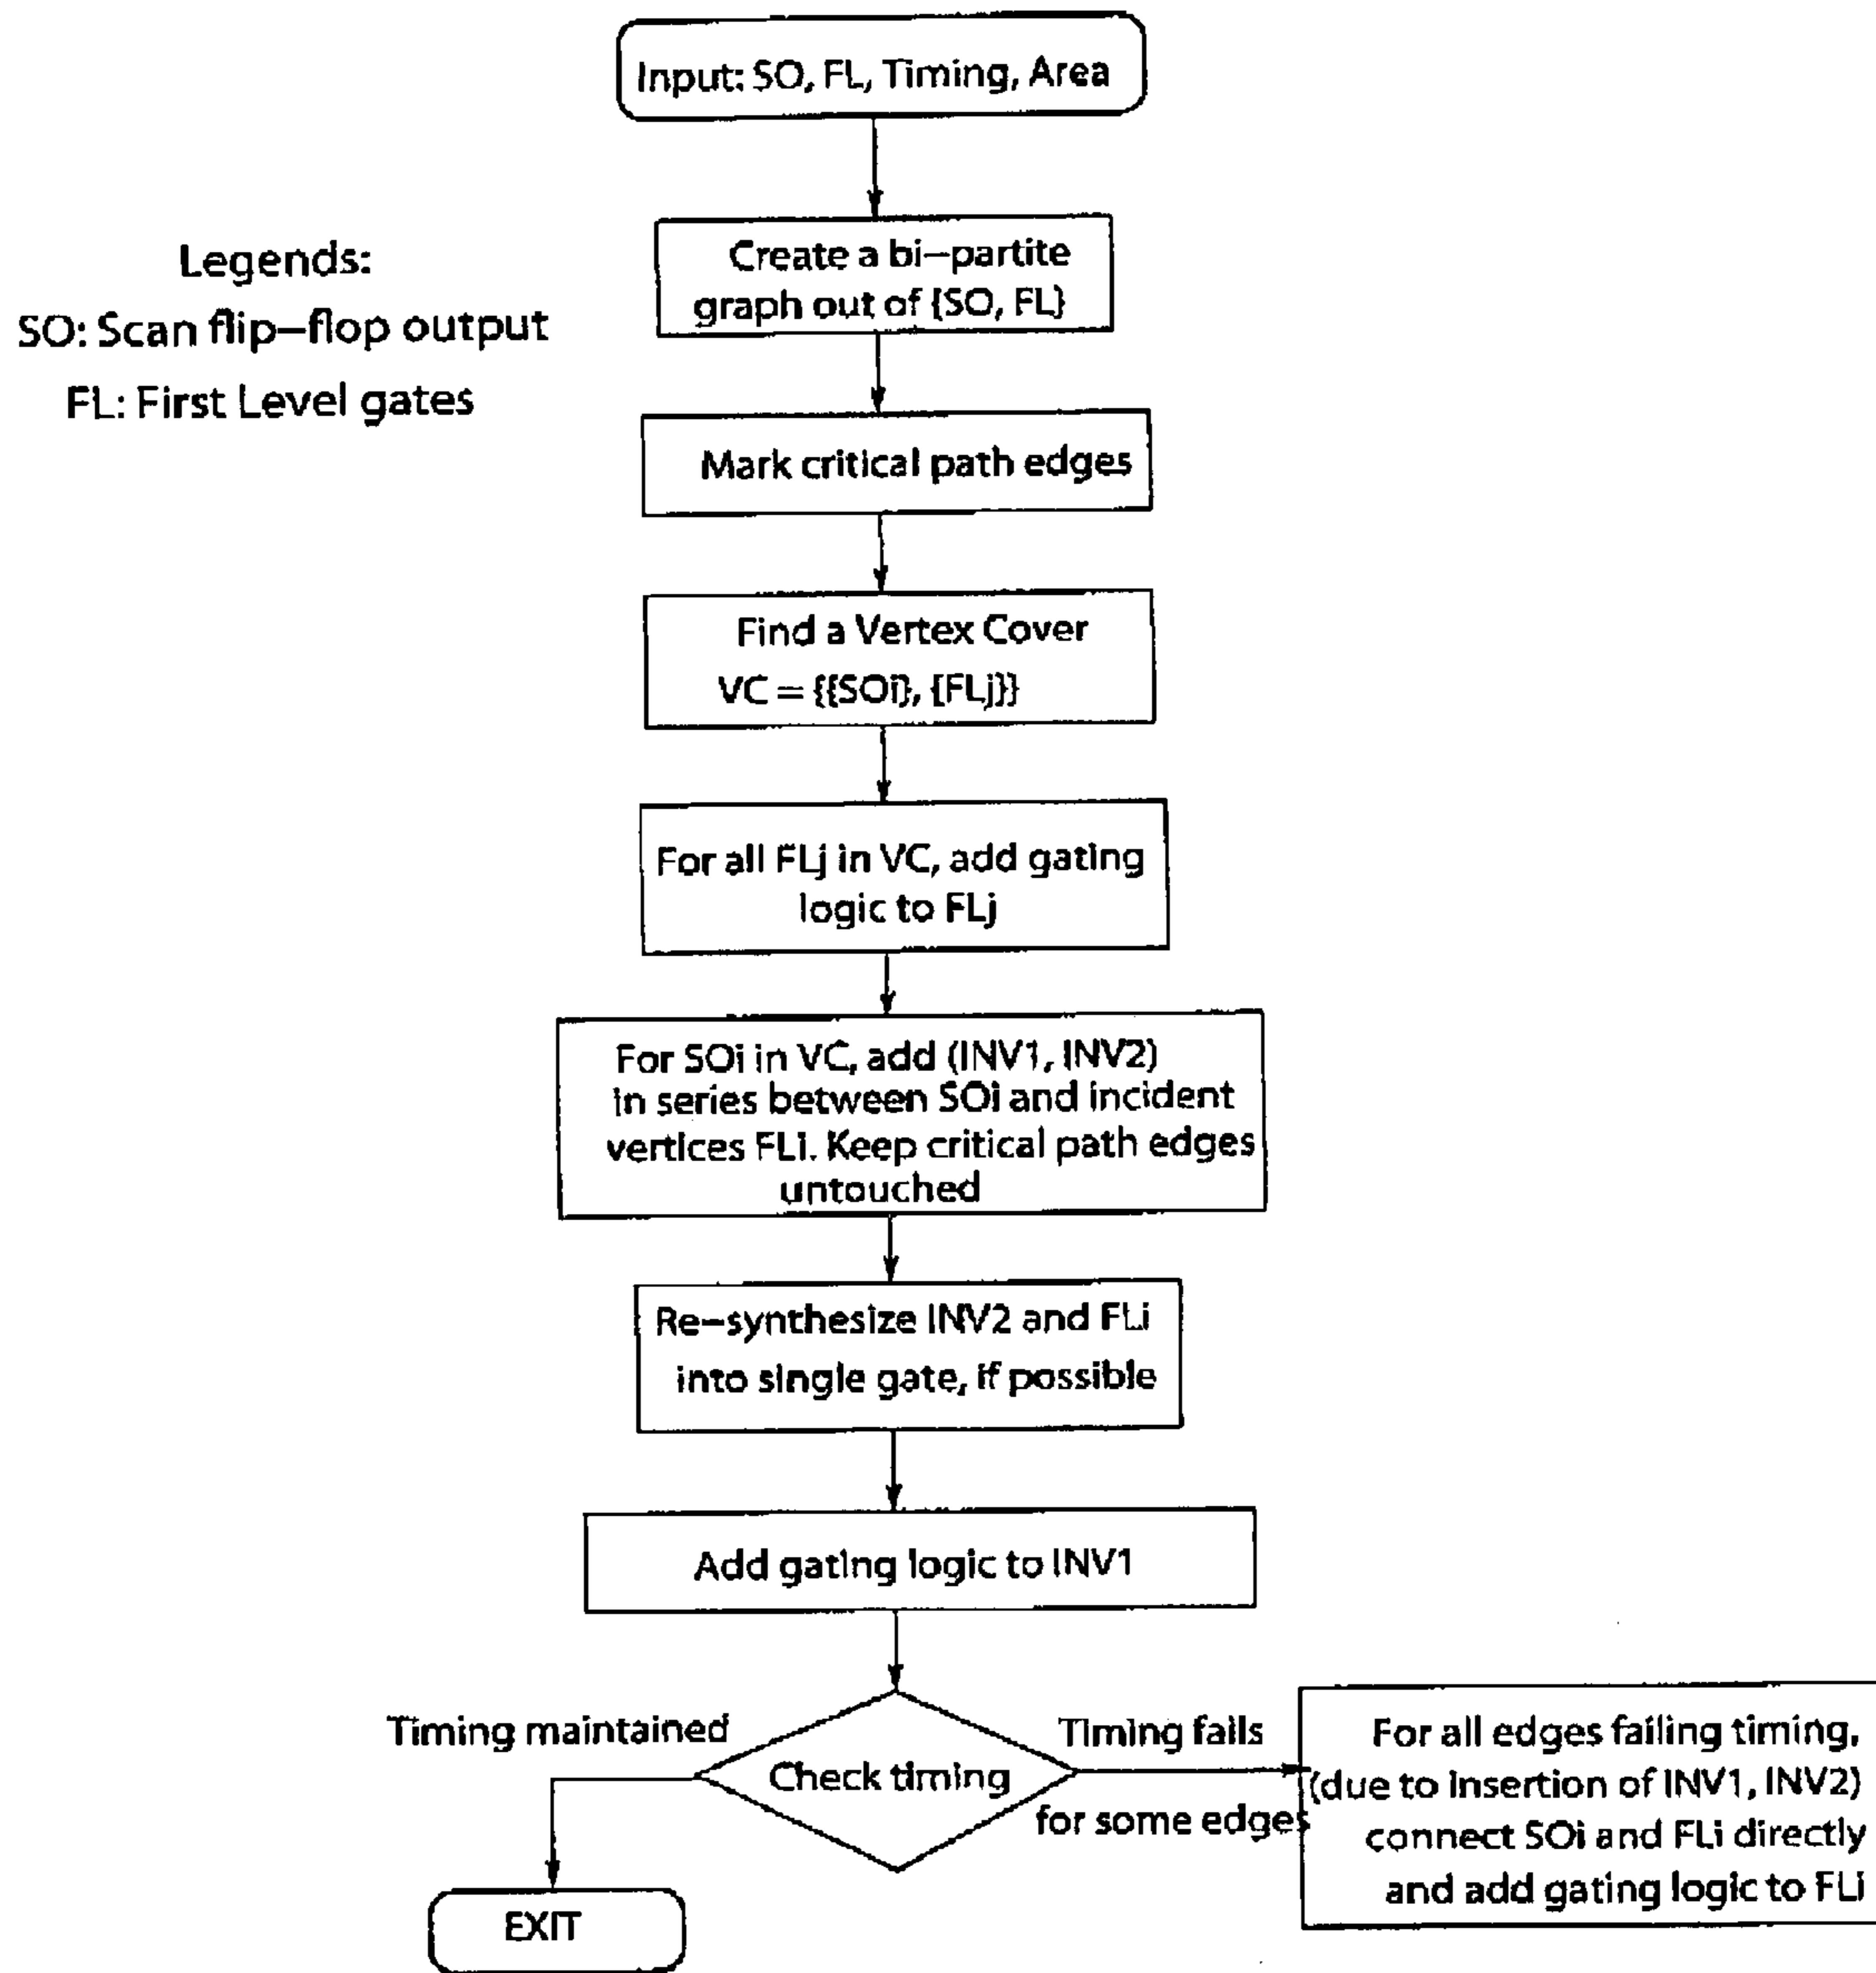 Input: SO, FL, Timing, Area
Create a bi-partite
graph out of {SO, FL}
Legends:
SO: Scan flip-flop output
FL: First Level gates
Mark critical path edges
Find a Vertex Cover
VC = {{SOi}, {FLj}}
For all FLj in VC, add gating
logic to FLj
For SOi in VC, add (INV1, INV2)
in series between SOi and incident
vertices FLi. Keep critical path edges
untouched
Re-synthesize INV2 and FLi
into single gate, if possible
Add gating logic to INV1
Check timing
Timing maintained
EXIT
Timing fails
for some edges
For all edges failing timing,
(due to insertion of INV1, INV2)
connect SOi and FLi directly
and add gating logic to FLi